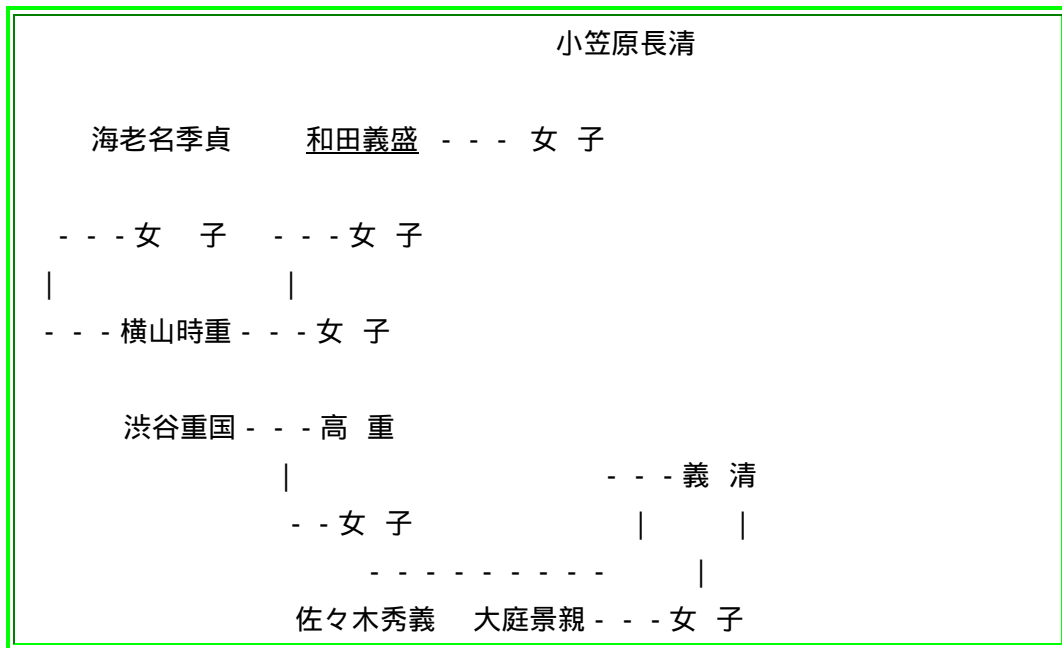 小笠原長清
海老名季貞 和田義盛 - - - 女 子
- - - 女 子 - - - 女 子
| |
- - - 横山時重 - - - 女 子
渋谷重国 - - - 高 重
| - - - 義 清
- - 女 子 | |
- - - - - - - - - |
佐々木秀義 大庭景親 - - - 女 子